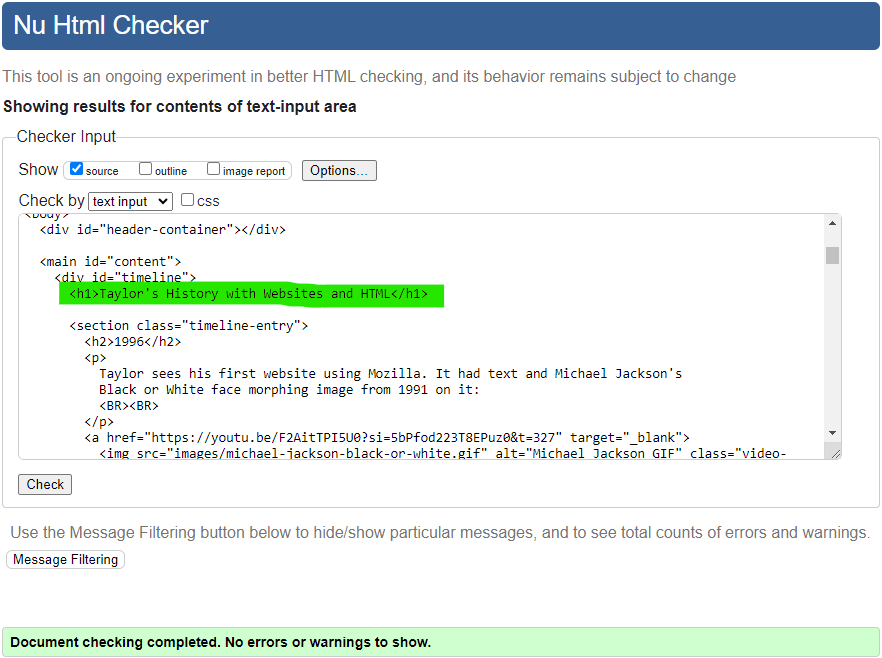 Nu Html Checker
This tool is an ongoing experiment in better HTML checking, and its behavior remains subject to change
Showing results for contents of text-input area
Checker Input
Show source outline image report Options...
Check by text input css
<body>
<div id="header-container"></div>
<main id="content">
<div id="timeline">
<h1>Taylor's History with Websites and HTML</h1>
<section class="timeline-entry">
<h2>1996</h2>
<p>
Taylor sees his first website using Mozilla. It had text and Michael Jackson's
Black or White face morphing image from 1991 on it:
<BR><BR>
</p>
<a href="https://youtu.be/F2AitTPI5U0?si=5bPfod223T8EPuz0&t=327" target="_blank">
<img src="images/michael-jackson-black-or-white.gif" alt="Michael Jackson GIF" class="video-
Check
Use the Message Filtering button below to hide/show particular messages, and to see total counts of errors and warnings.
Message Filtering
Document checking completed. No errors or warnings to show.